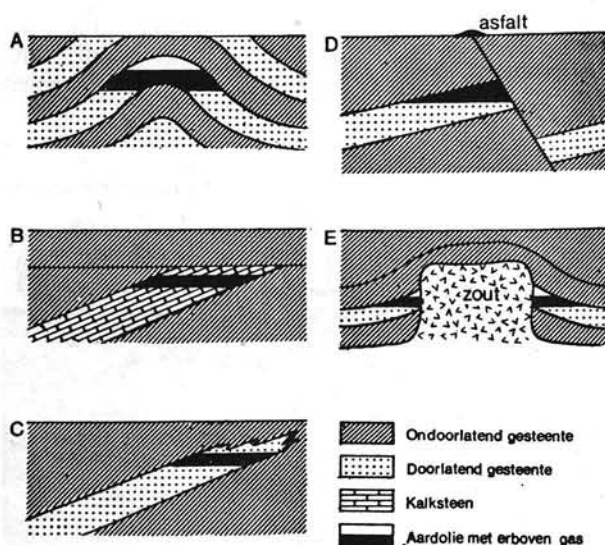 A
asfalt
D
B
E
zout
C
Ondoorlatend gesteente
Doorlatend gesteente
Kalksteen
Aardolie met erboven gas